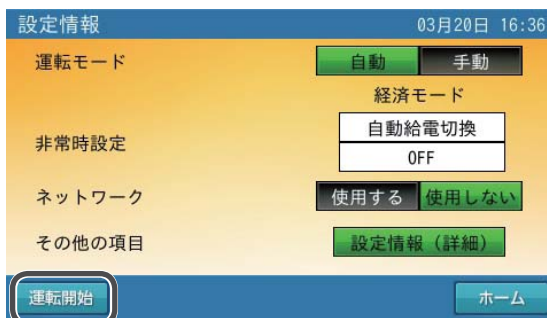 設定情報 03月20日 16:36
運転モード 自動 手動
経済モード
非常時設定 自動給電切換
OFF
ネットワーク 使用する 使用しない
その他の項目 設定情報（詳細）
運転開始 ホーム